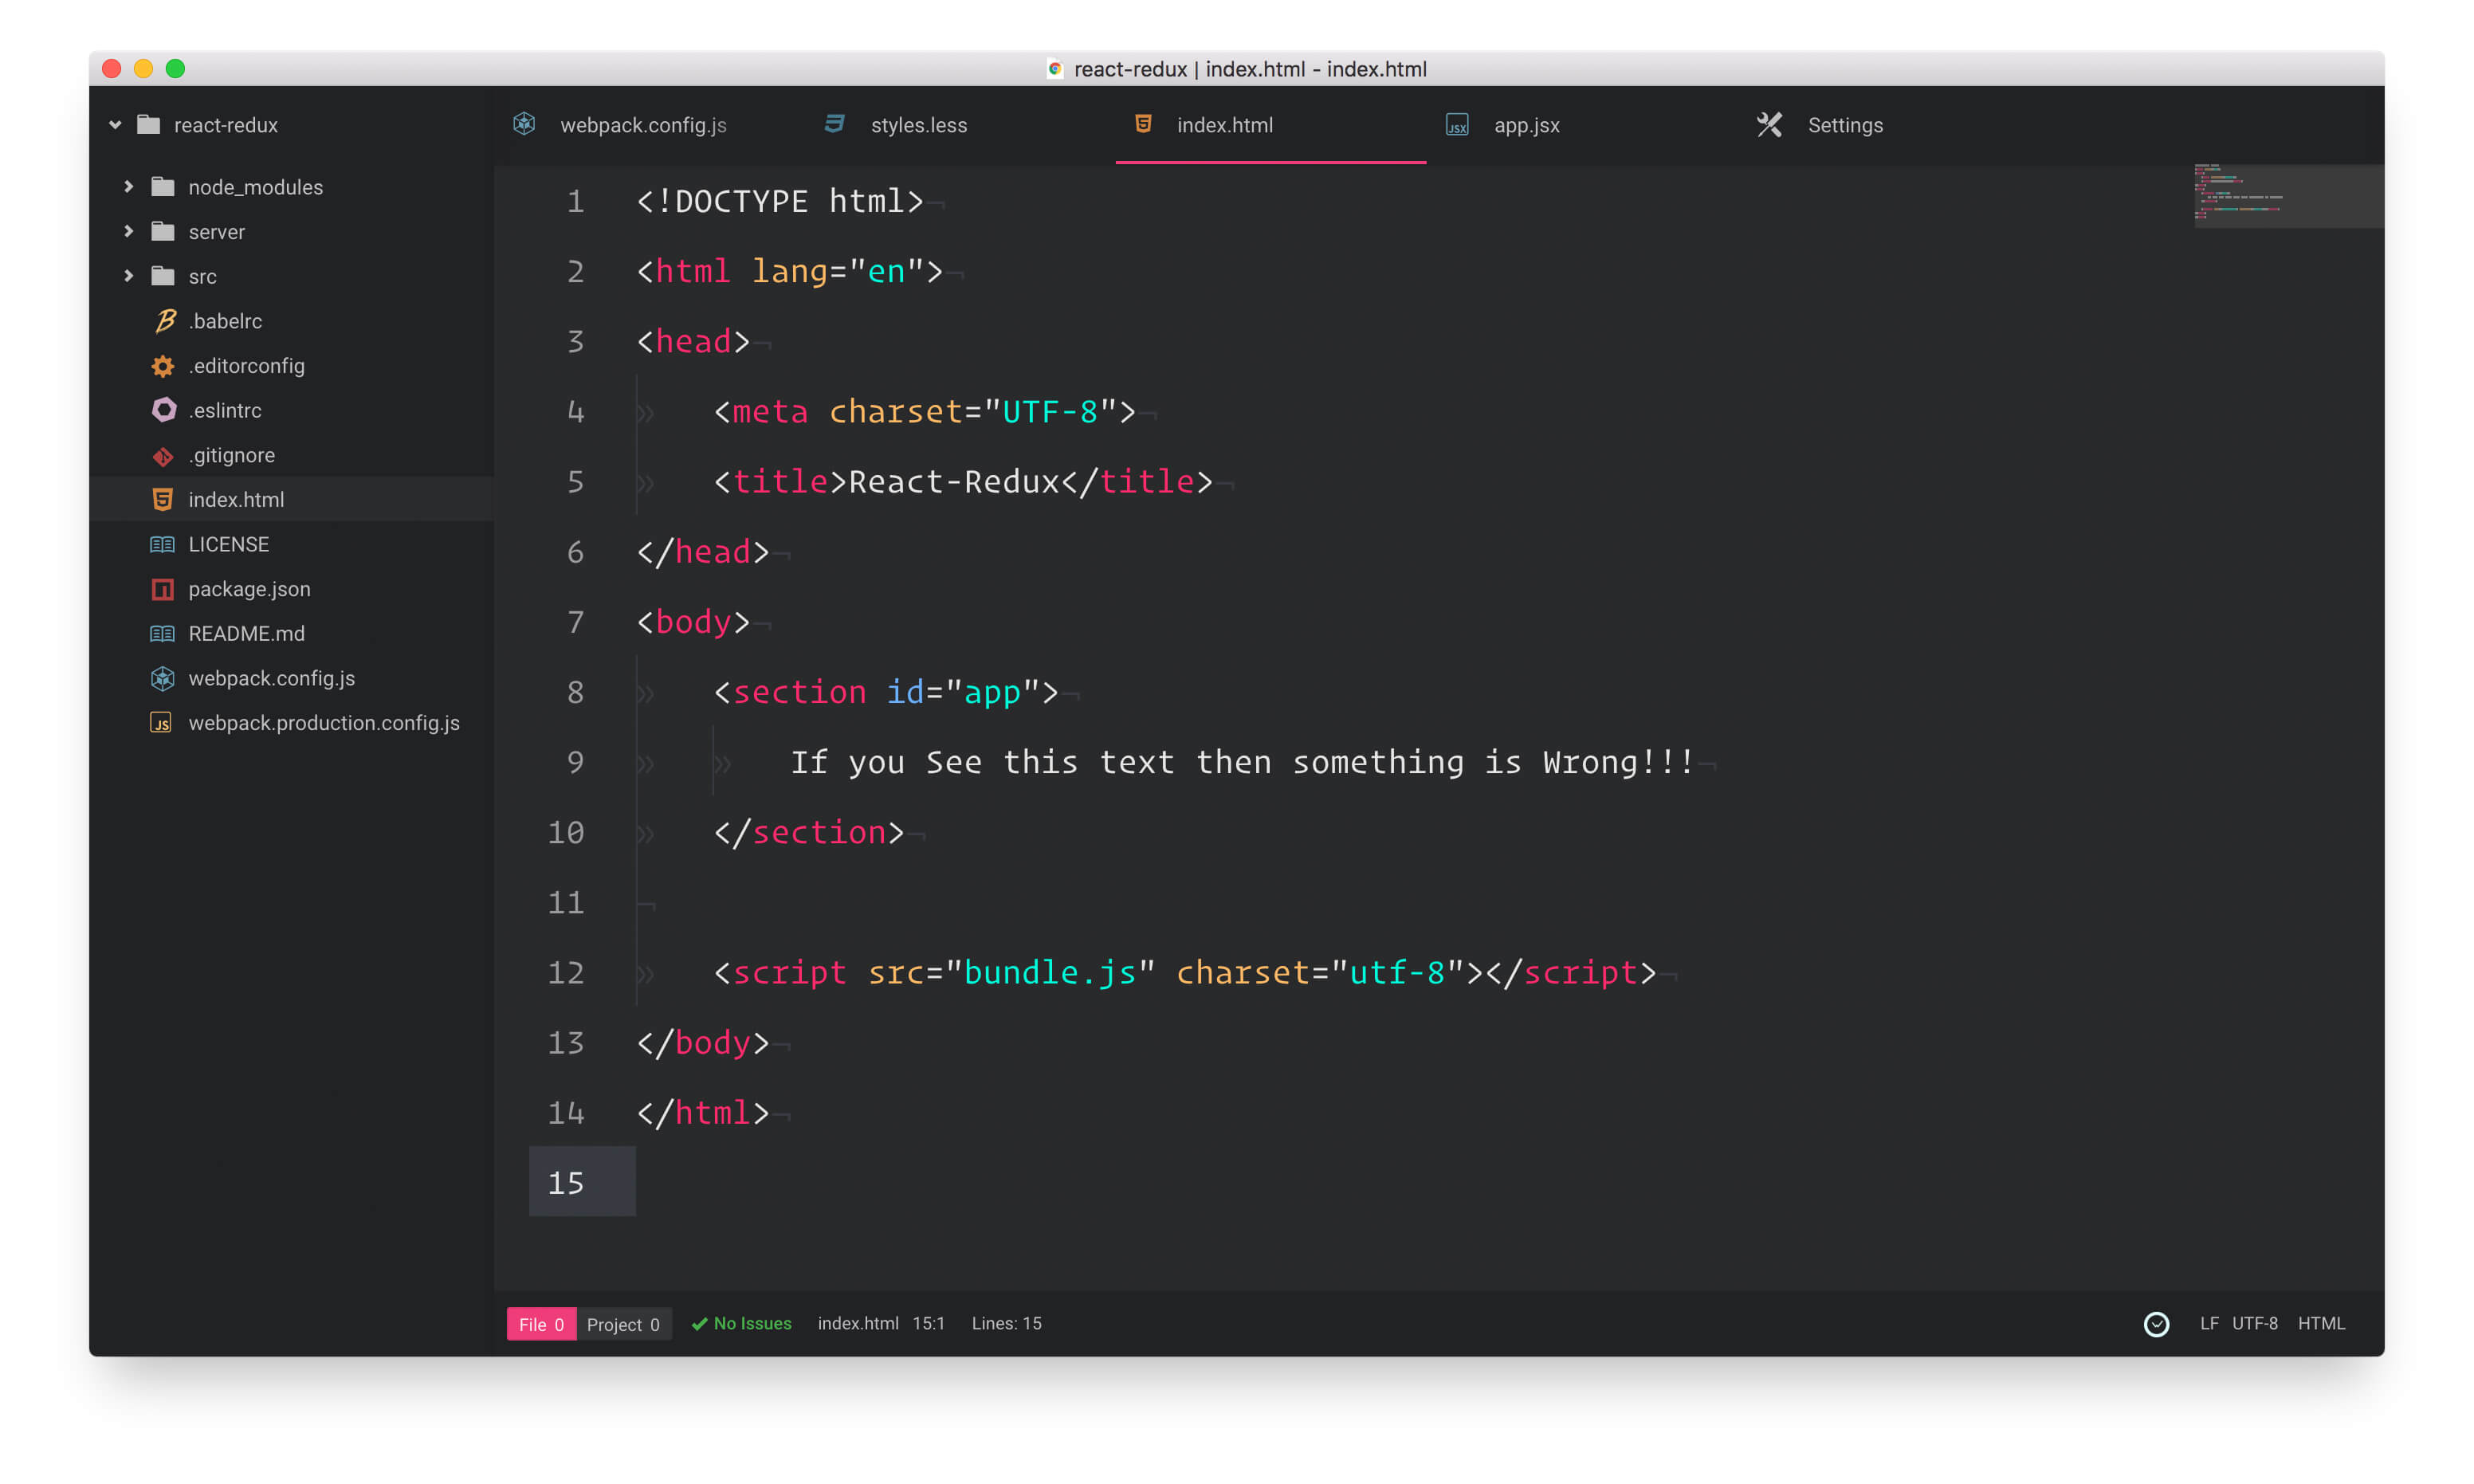 react-redux | index.html - index.html
react-redux
node_modules
server
src
.babelrc
.editorconfig
.eslintrc
.gitignore
index.html
LICENSE
package.json
README.md
webpack.config.js
webpack.production.config.js
webpack.config.js styles.less index.html app.jsx Settings
1 <!DOCTYPE html>¬
2 <html lang="en">¬
3 <head>¬
4 » <meta charset="UTF-8">¬
5 » <title>React-Redux</title>¬
6 </head>¬
7 <body>¬
8 » <section id="app">¬
9 » » If you See this text then something is Wrong!!!¬
10 » </section>¬
11 ¬
12 » <script src="bundle.js" charset="utf-8"></script>¬
13 </body>¬
14 </html>¬
15
File 0 Project 0 No Issues index.html 15:1 Lines: 15 LF UTF-8 HTML